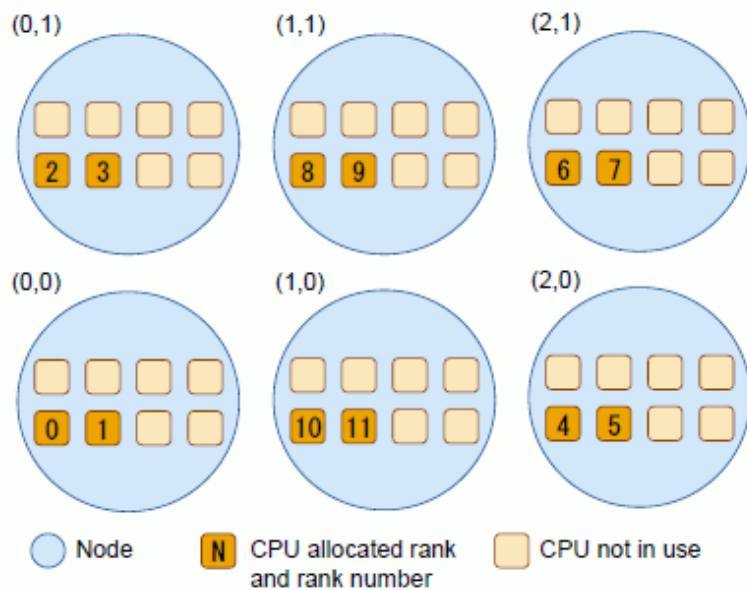 (0,1) (1,1) (2,1)
2 3 8 9 6 7
(0,0) (1,0) (2,0)
0 1 10 11 4 5
Node
N CPU allocated rank
and rank number
CPU not in use